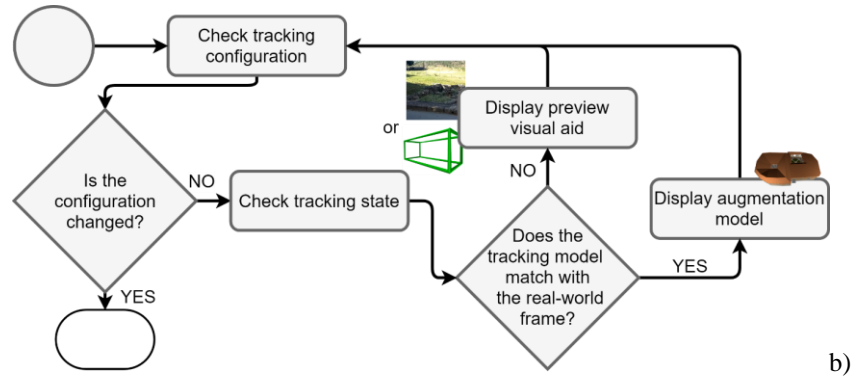 Check tracking
configuration
Is the
configuration
changed?
NO
YES
Check tracking state
or
Display preview
visual aid
NO
Does the
tracking model
match with
the real-world
frame?
YES
Display augmentation
model
b)